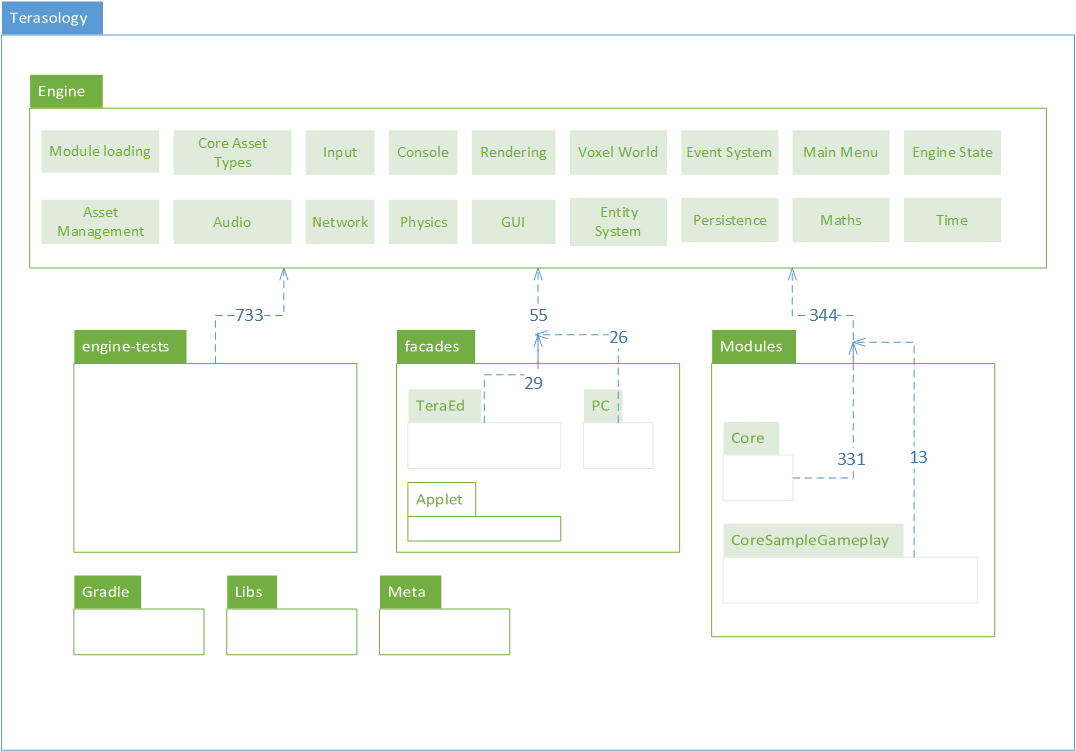 Terasology
Engine
Module loading
Core Asset
Types
Input
Console
Rendering
Voxel World
Event System
Main Menu
Engine State
Asset
Management
Audio
Network
Physics
GUI
Entity
System
Persistence
Maths
Time
733
55
344
engine-tests
facades
26
Modules
29
TeraEd
PC
Core
331
13
Applet
CoreSampleGameplay
Gradle
Libs
Meta